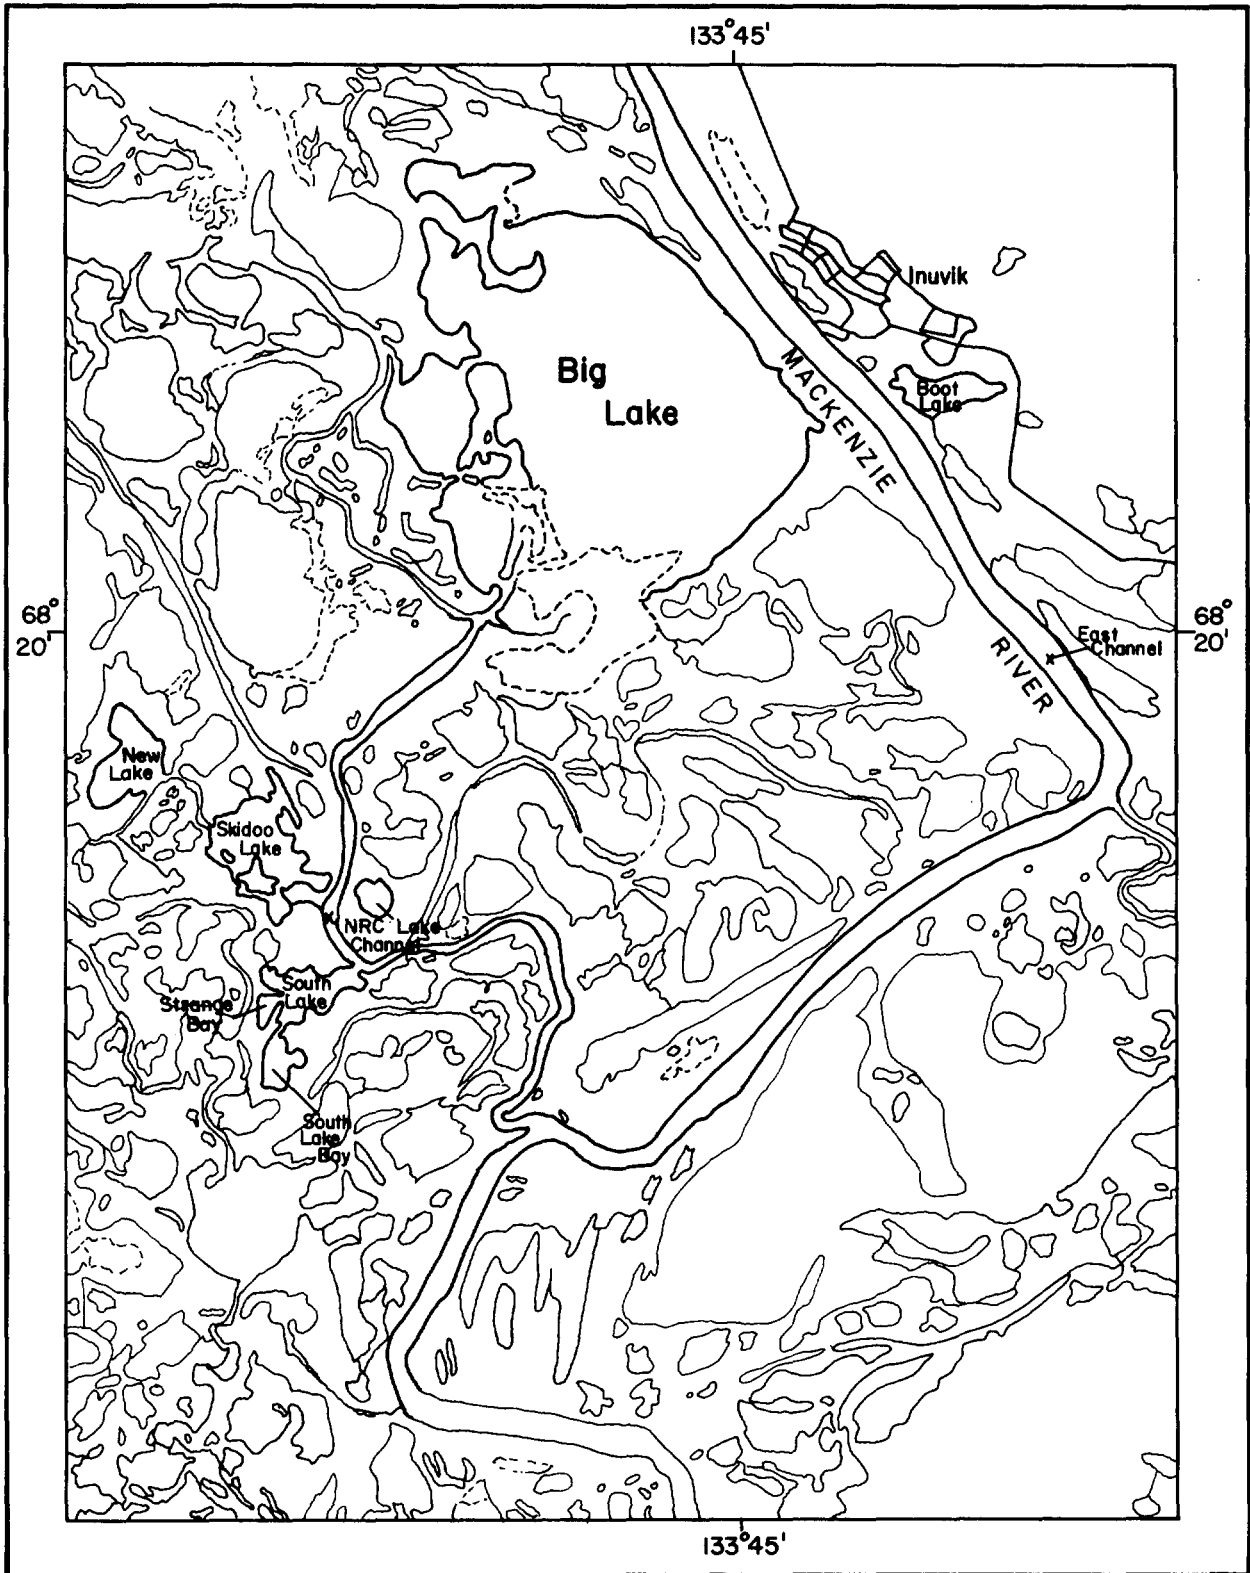 133°45'
Inuvik
Big
Lake
Boot
Lake
MACKENZIE
68°
20'
68°
20'
East
Channel
RIVER
New
Lake
Skidoo
Lake
NRC Lake
Channel
South
Lake
Strange
Bay
South
Lake
Bay
133°45'